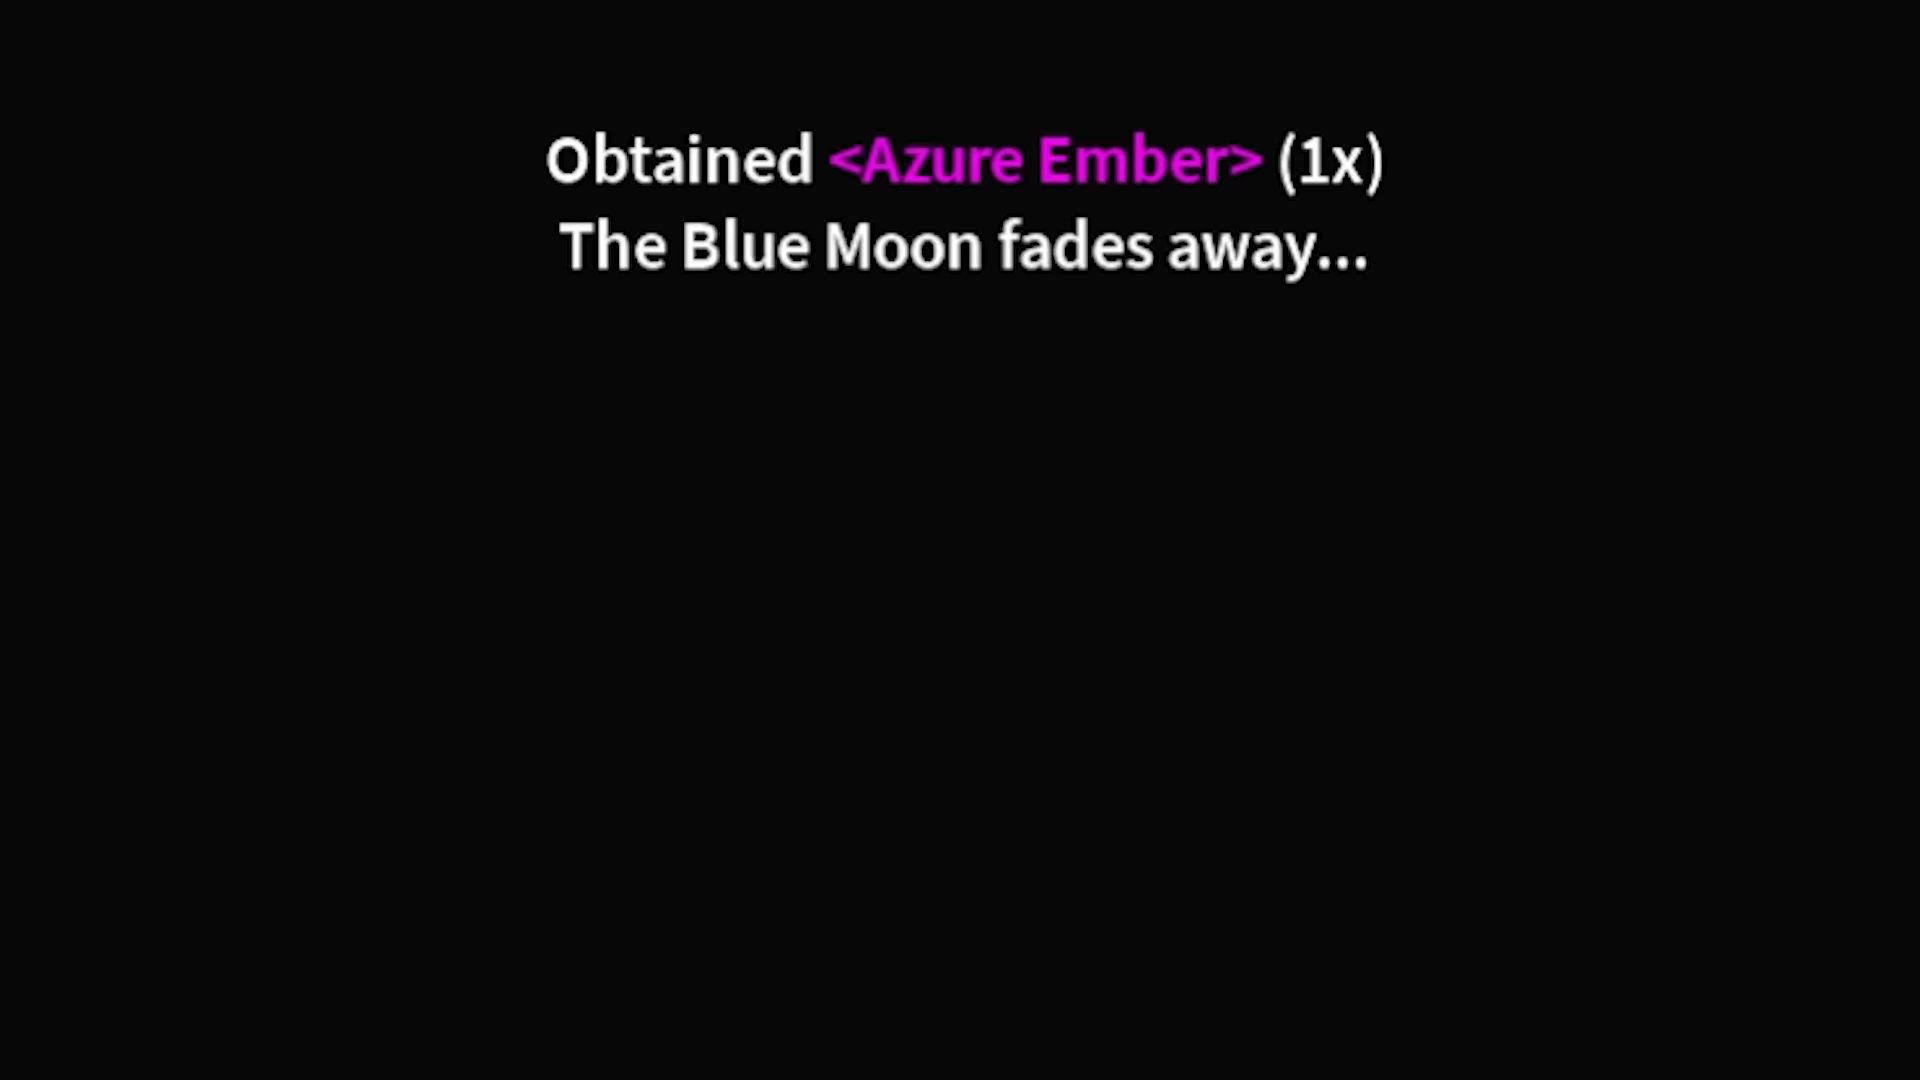 Obtained <Azure Ember> (1x)
The Blue Moon fades away...